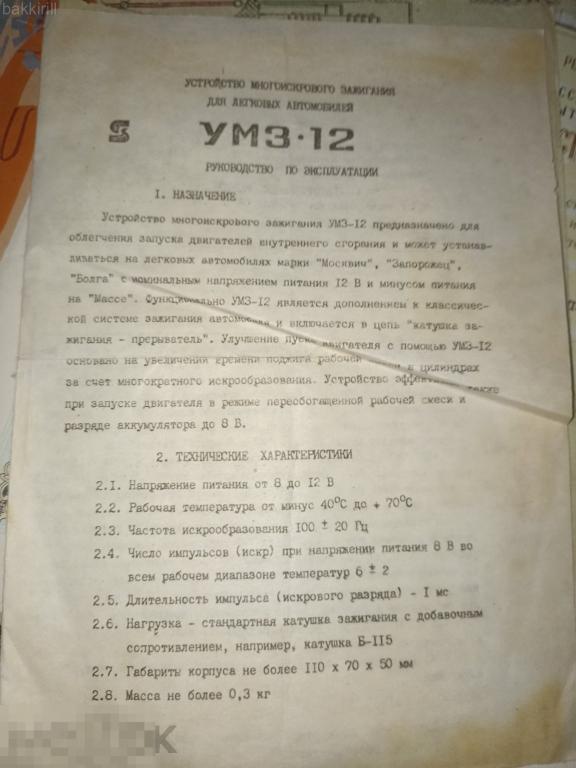 bakkirill
УСТРОЙСТВО МНОГОИСКРОВОГО ЗАЖИГАНИЯ
ДЛЯ ЛЕГКОВЫХ АВТОМОБИЛЕЙ
УМЗ·12
РУКОВОДСТВО ПО ЭКСПЛУАТАЦИИ
I. НАЗНАЧЕНИЕ
Устройство многоискрового зажигания УМЗ-12 предназначено для
облегчения запуска двигателей внутреннего сгорания и может устанав-
ливаться на легковых автомобилях марки "Москвич", "Запорожец",
"Волга" с номинальным напряжением питания 12 В и минусом питания
на "Массе". Функционально УМЗ-12 является дополнением к классичес-
кой системе зажигания автомобиля и включается в цепь "катушка за-
жигания - прерыватель". Улучшение пуска двигателя с помощью УМЗ-12
основано на увеличении времени поджига рабочей в цилиндрах
за счет многократного искрообразования. Устройство также
при запуске двигателя в режиме переобогащенной рабочей смеси и
разряде аккумулятора до 8 В.
2. ТЕХНИЧЕСКИЕ ХАРАКТЕРИСТИКИ
2.1. Напряжение питания от 8 до 12 В
2.2. Рабочая температура от минус 40°С до + 70°С
2.3. Частота искрообразования 100 ± 20 Гц
2.4. Число импульсов (искр) при напряжении питания 8 В во
всем рабочем диапазоне температур 6 ± 2
2.5. Длительность импульса (искрового разряда) - I мс
2.6. Нагрузка - стандартная катушка зажигания с добавочным
сопротивлением, например, катушка Б-II5
2.7. Габариты корпуса не более II0 х 70 х 50 мм
2.8. Масса не более 0,3 кг